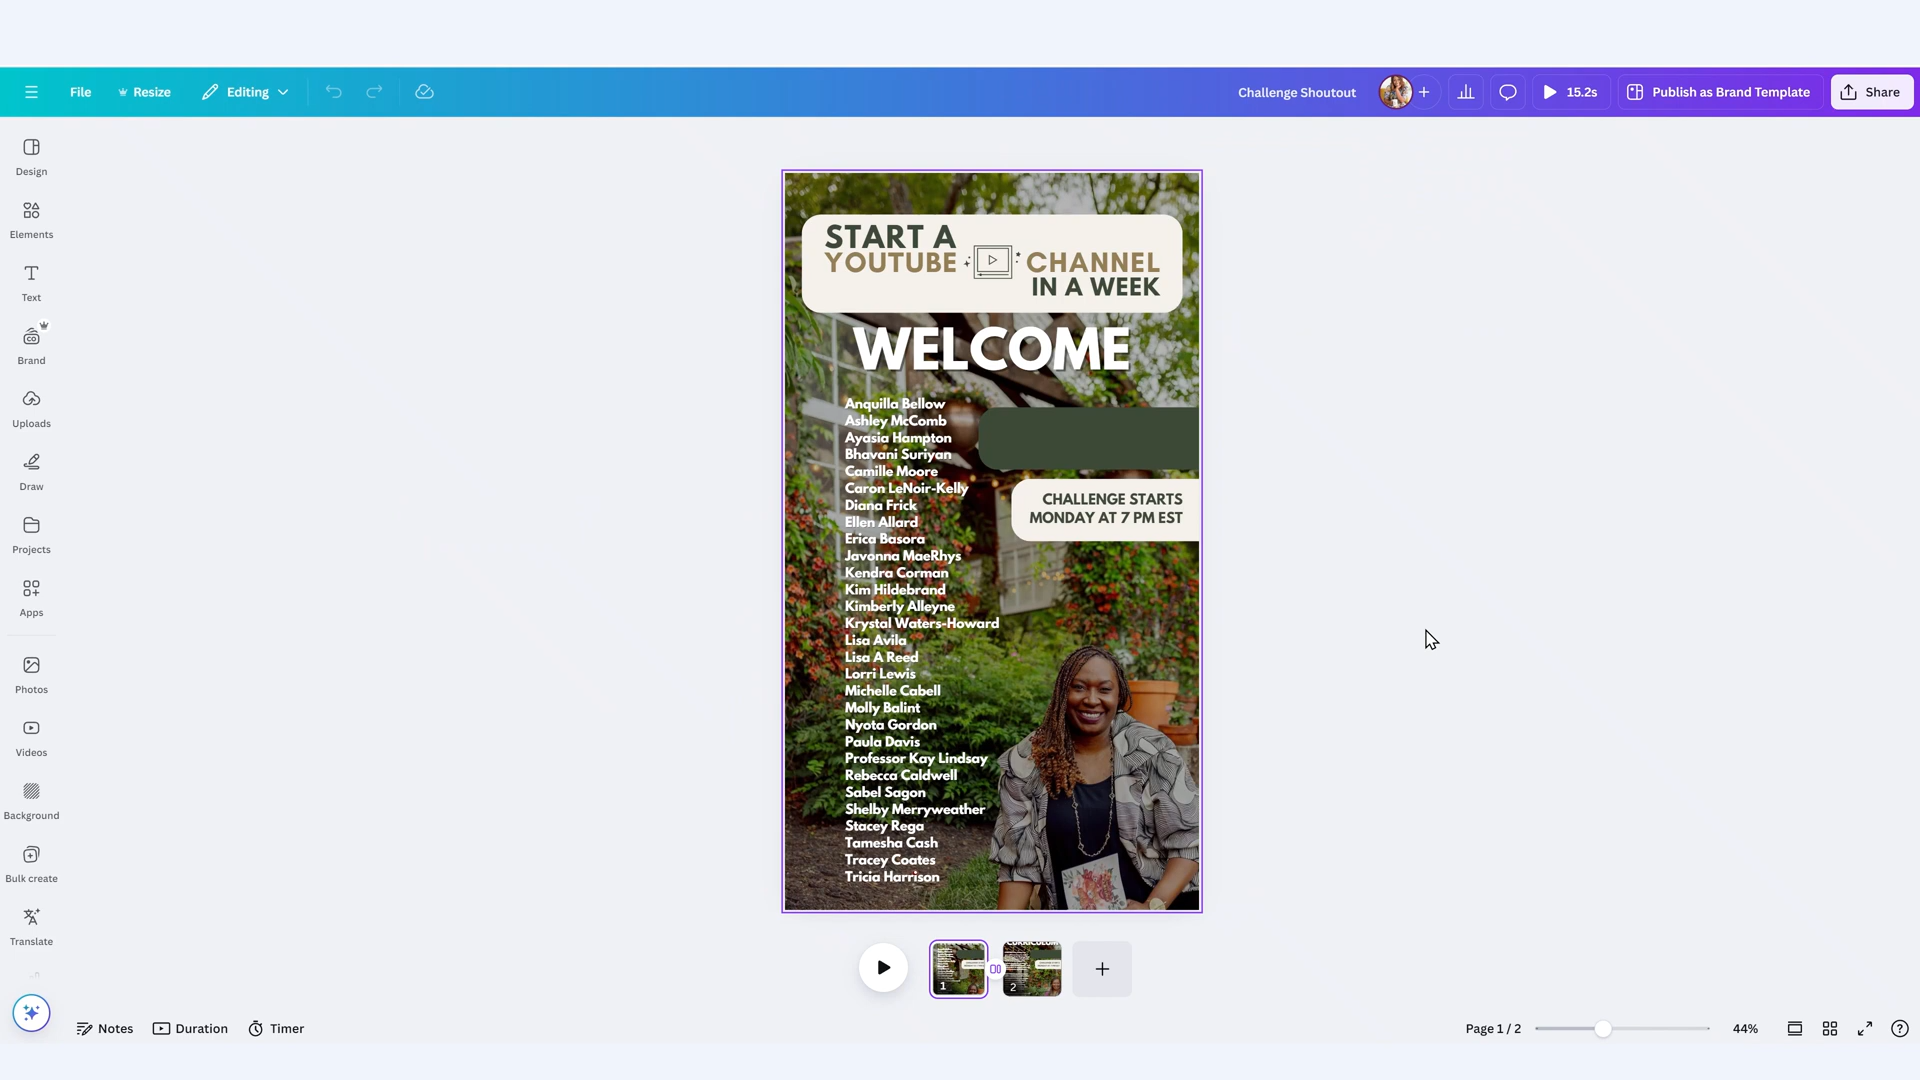 File
Resize
Editing
Challenge Shoutout
15.2s
Publish as Brand Template
Share
Design
Elements
Text
Brand
Uploads
Draw
Projects
Apps
Photos
Videos
Background
Bulk create
Translate
START A
YOUTUBE CHANNEL
IN A WEEK
WELCOME
Anquilla Bellow
Ashley McComb
Ayasia Hampton
Bhavani Suriyan
Camille Moore
Caron LeNoir-Kelly
Diana Frick
Ellen Allard
Erica Basora
Javonna MaeRhys
Kendra Corman
Kim Hildebrand
Kimberly Alleyne
Krystal Waters-Howard
Lisa Avila
Lisa A Reed
Lorri Lewis
Michelle Cabell
Molly Balint
Nyota Gordon
Paula Davis
Professor Kay Lindsay
Rebecca Caldwell
Sabel Sagon
Shelby Merryweather
Stacey Rega
Tamesha Cash
Tracey Coates
Tricia Harrison
CHALLENGE STARTS
MONDAY AT 7 PM EST
1
2
Notes
Duration
Timer
Page 1 / 2
44%